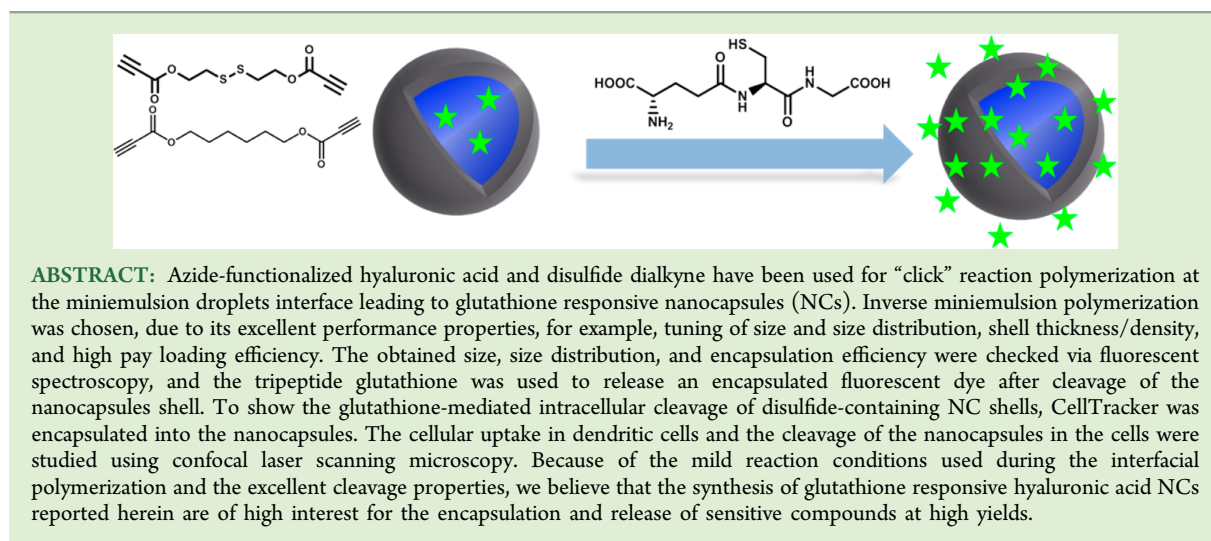 O
O
S
S
O
O
HS
O
H
N
HOOC
COOH
N
H
NH2
O
O
O
O
O
O
O
ABSTRACT: Azide-functionalized hyaluronic acid and disulfide dialkyne have been used for “click” reaction polymerization at
the miniemulsion droplets interface leading to glutathione responsive nanocapsules (NCs). Inverse miniemulsion polymerization
was chosen, due to its excellent performance properties, for example, tuning of size and size distribution, shell thickness/density,
and high pay loading efficiency. The obtained size, size distribution, and encapsulation efficiency were checked via fluorescent
spectroscopy, and the tripeptide glutathione was used to release an encapsulated fluorescent dye after cleavage of the
nanocapsules shell. To show the glutathione-mediated intracellular cleavage of disulfide-containing NC shells, CellTracker was
encapsulated into the nanocapsules. The cellular uptake in dendritic cells and the cleavage of the nanocapsules in the cells were
studied using confocal laser scanning microscopy. Because of the mild reaction conditions used during the interfacial
polymerization and the excellent cleavage properties, we believe that the synthesis of glutathione responsive hyaluronic acid NCs
reported herein are of high interest for the encapsulation and release of sensitive compounds at high yields.